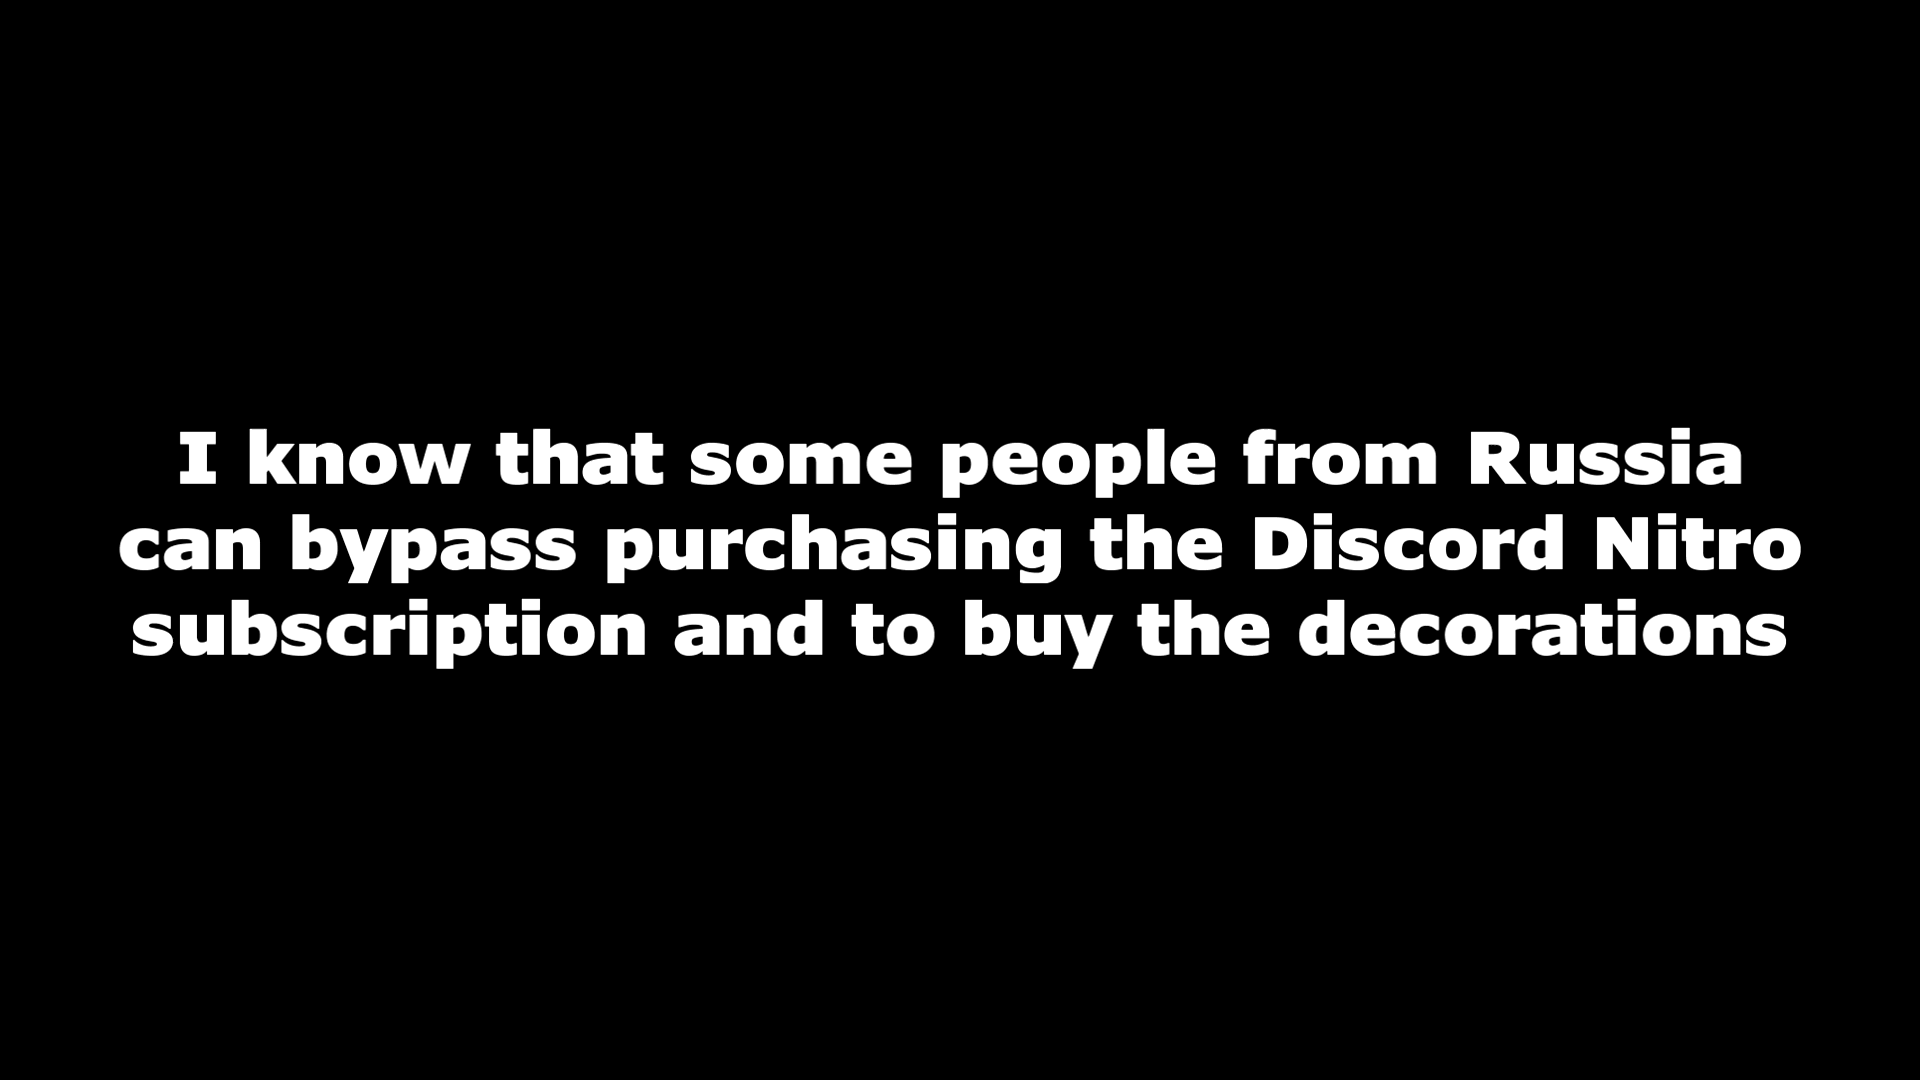 I know that some people from Russia
can bypass purchasing the Discord Nitro
subscription and to buy the decorations